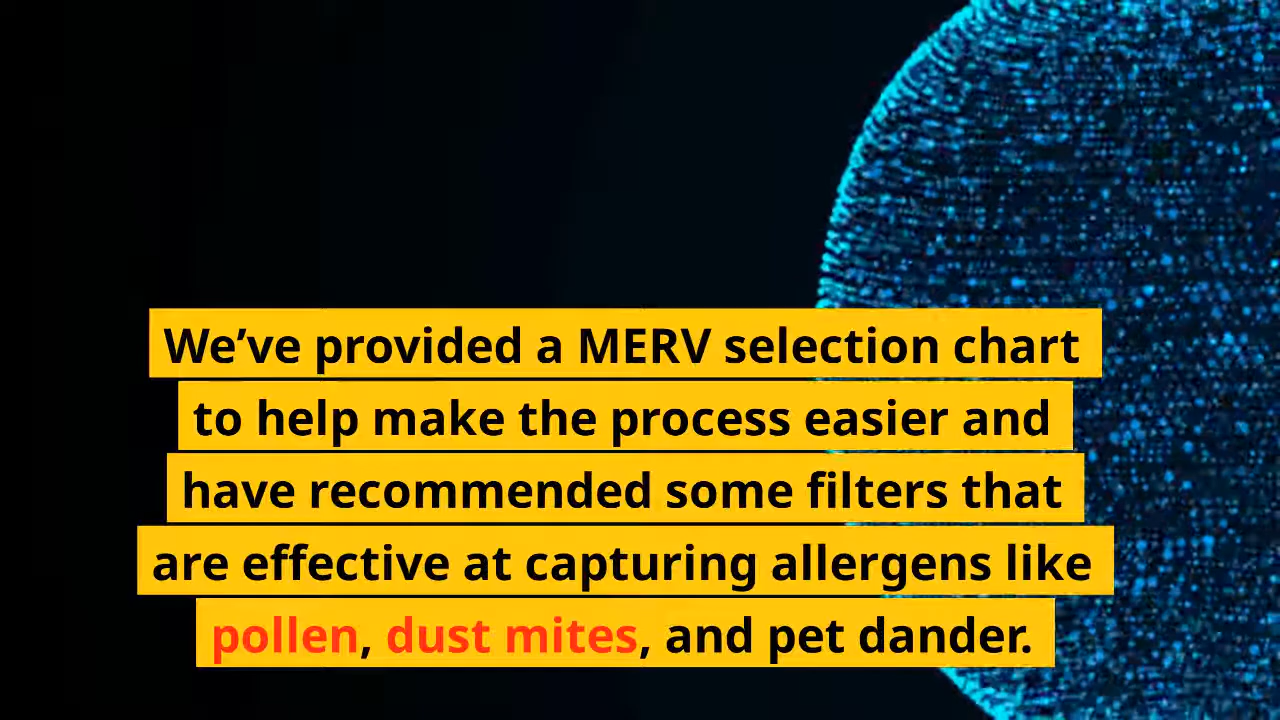 We’ve provided a MERV selection chart
to help make the process easier and
have recommended some filters that
are effective at capturing allergens like
pollen, dust mites, and pet dander.